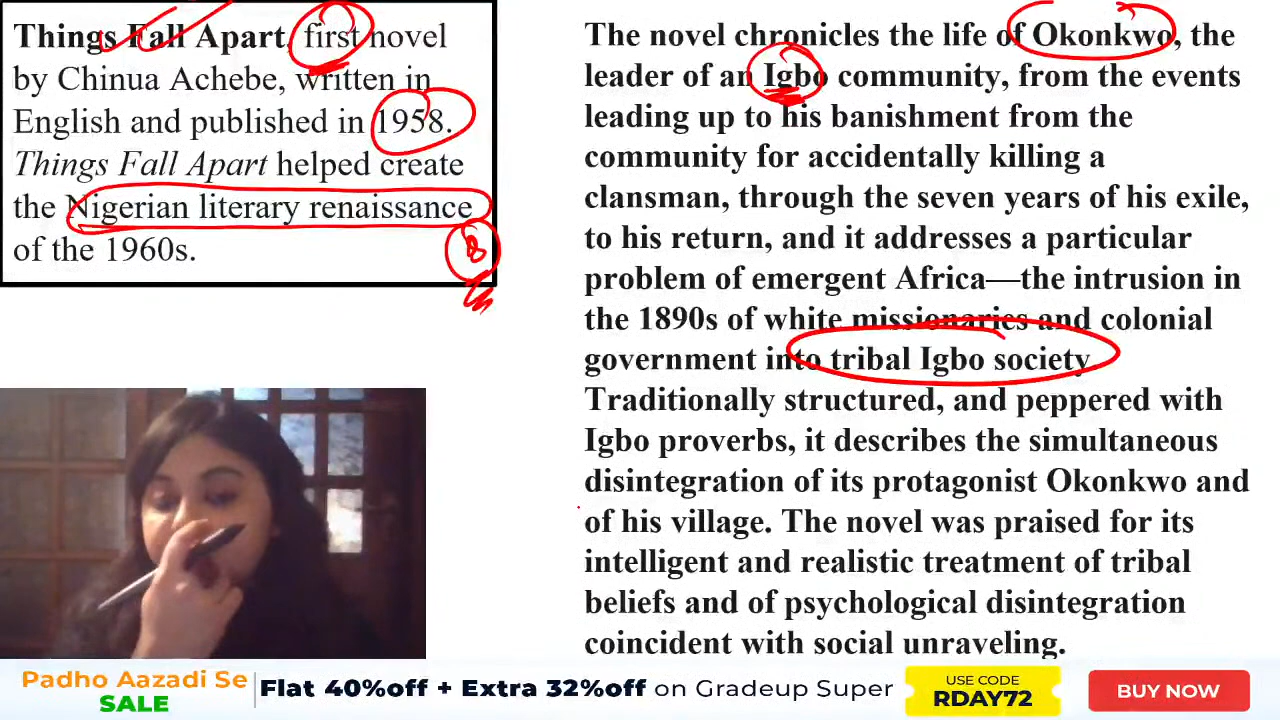 Things Fall Apart, first novel
by Chinua Achebe, written in
English and published in 1958.
Things Fall Apart helped create
the Nigerian literary renaissance
of the 1960s.
The novel chronicles the life of Okonkwo, the
leader of an Igbo community, from the events
leading up to his banishment from the
community for accidentally killing a
clansman, through the seven years of his exile,
to his return, and it addresses a particular
problem of emergent Africa—the intrusion in
the 1890s of white missionaries and colonial
government into tribal Igbo society.
Traditionally structured, and peppered with
Igbo proverbs, it describes the simultaneous
disintegration of its protagonist Okonkwo and
of his village. The novel was praised for its
intelligent and realistic treatment of tribal
beliefs and of psychological disintegration
coincident with social unraveling.
Padho Aazadi Se
SALE
Flat 40%off + Extra 32%off on Gradeup Super
USE CODE
RDAY72
BUY NOW